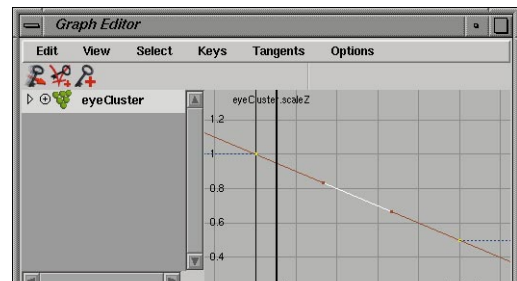 Graph Editor
Edit View Select Keys Tangents Options
eyeCluster
eyeCluster.scaleZ
1.2
1
0.8
0.6
0.4